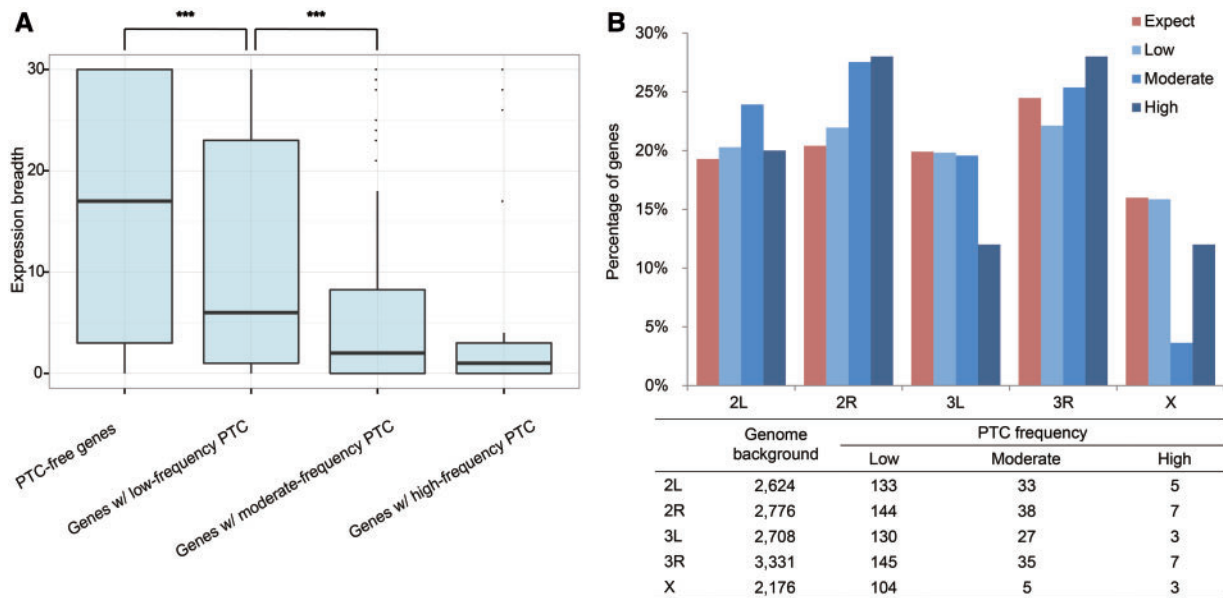 A
***
***
Expression breadth
30
20
10
0
PTC-free genes
Genes w/ low-frequency PTC
Genes w/ moderate-frequency PTC
Genes w/ high-frequency PTC
B
Percentage of genes
30%
25%
20%
15%
10%
5%
0%
Expect
Low
Moderate
High
2L 2R 3L 3R X
Genome background
PTC frequency
Low Moderate High
2L 2,624 133 33 5
2R 2,776 144 38 7
3L 2,708 130 27 3
3R 3,331 145 35 7
X 2,176 104 5 3